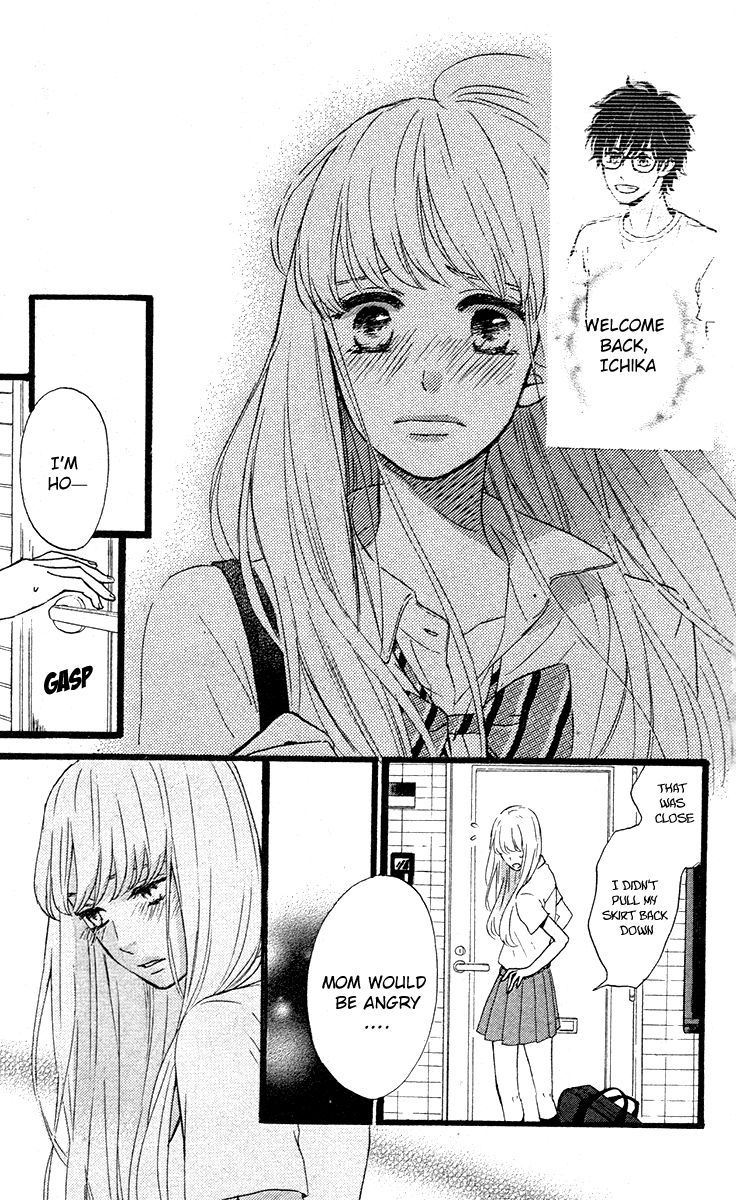 WELCOME
BACK,
ICHIKA
I'M
HO—
GASP
THAT
WAS
CLOSE
I DIDN'T
PULL MY
SKIRT BACK
DOWN
MOM WOULD
BE ANGRY
....